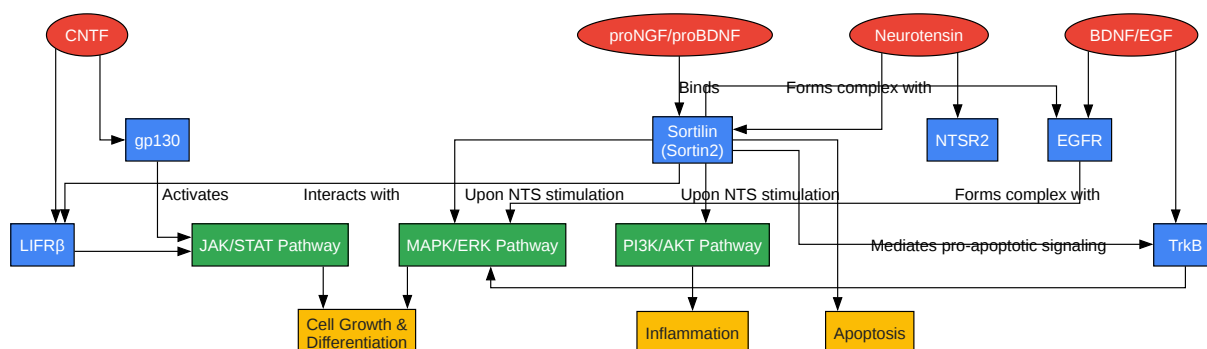 CNTF
proNGF/proBDNF
Neurotensin
BDNF/EGF
Binds
Forms complex with
gp130
Sortilin
(Sortin2)
NTSR2
EGFR
Activates
Interacts with
Upon NTS stimulation
Upon NTS stimulation
Forms complex with
LIFRβ
JAK/STAT Pathway
MAPK/ERK Pathway
PI3K/AKT Pathway
Mediates pro-apoptotic signaling
TrkB
Cell Growth &
Differentiation
Inflammation
Apoptosis